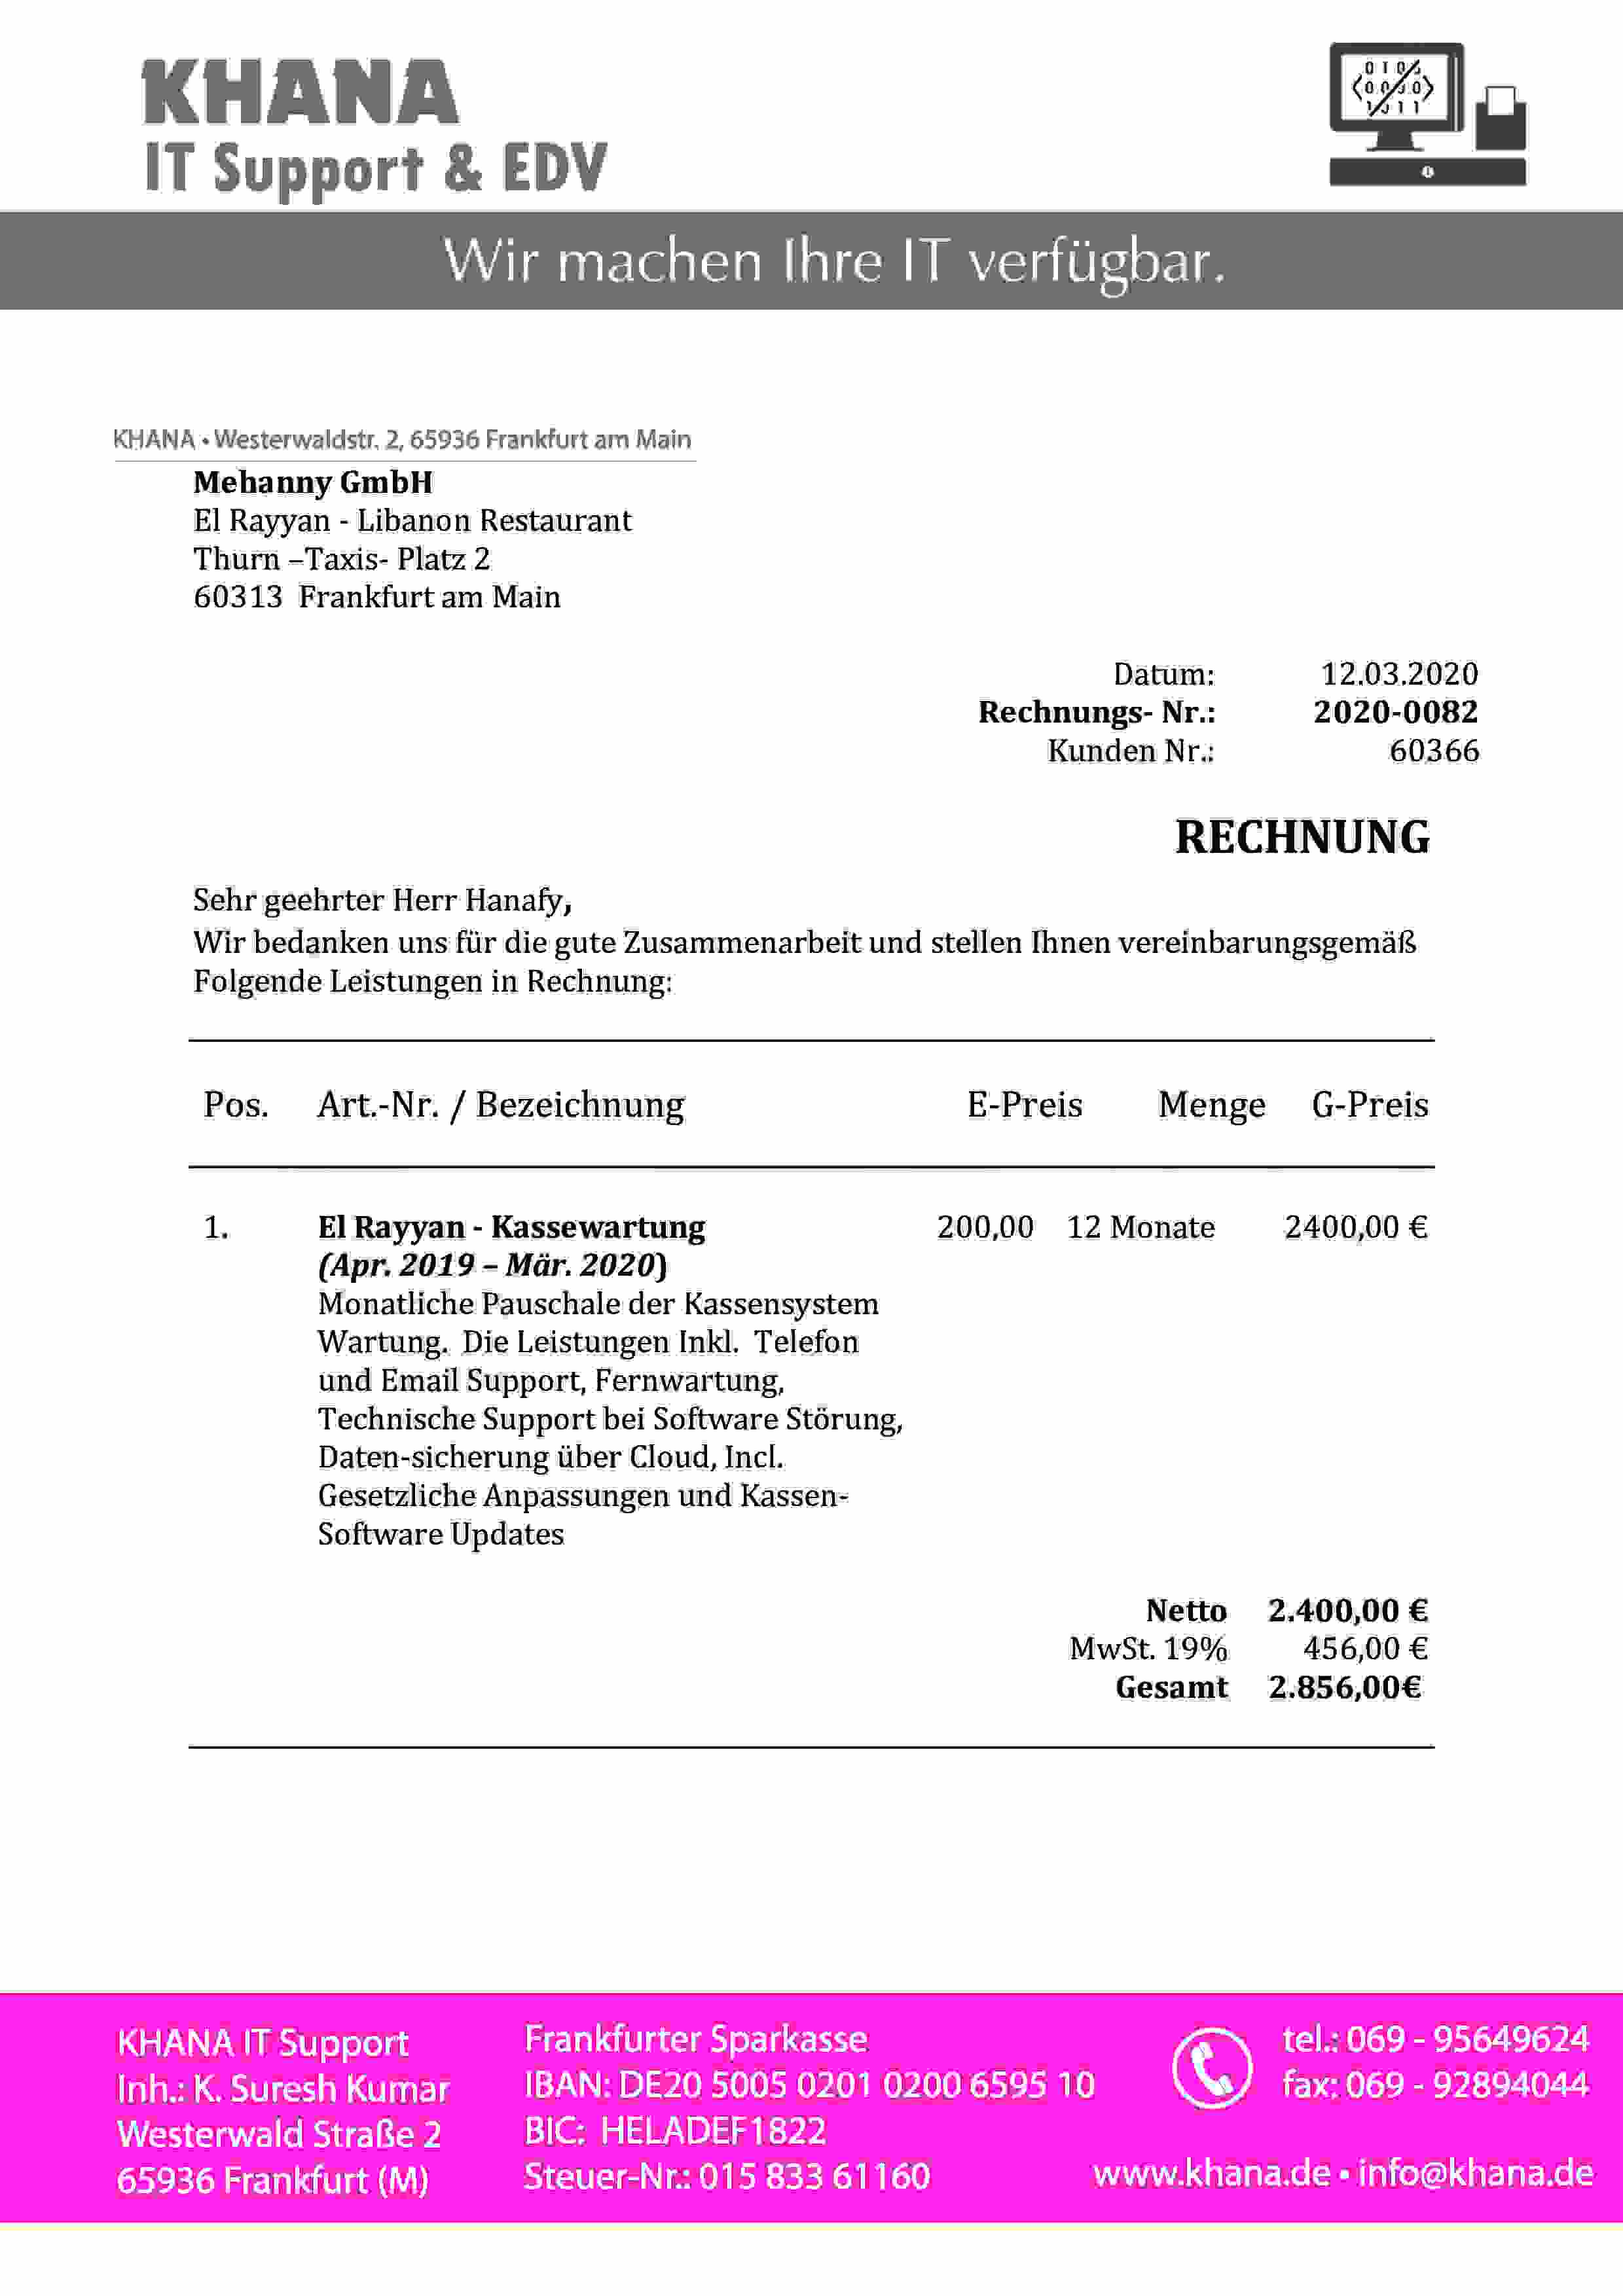 KHANA
IT Support & EDV
Wir machen Ihre IT verfügbar.
KHANA • Westerwaldstr. 2, 65936 Frankfurt am Main
Mehanny GmbH
El Rayyan - Libanon Restaurant
Thurn –Taxis- Platz 2
60313 Frankfurt am Main
Datum: 12.03.2020
Rechnungs- Nr.: 2020-0082
Kunden Nr.: 60366
RECHNUNG
Sehr geehrter Herr Hanafy,
Wir bedanken uns für die gute Zusammenarbeit und stellen Ihnen vereinbarungsgemäß
Folgende Leistungen in Rechnung:
Pos. Art.-Nr. / Bezeichnung E-Preis Menge G-Preis
1. El Rayyan - Kassewartung 200,00 12 Monate 2400,00 €
(Apr. 2019 – Mär. 2020)
Monatliche Pauschale der Kassensystem
Wartung. Die Leistungen Inkl. Telefon
und Email Support, Fernwartung,
Technische Support bei Software Störung,
Daten-sicherung über Cloud, Incl.
Gesetzliche Anpassungen und Kassen-
Software Updates
Netto 2.400,00 €
MwSt. 19% 456,00 €
Gesamt 2.856,00€
KHANA IT Support
Inh.: K. Suresh Kumar
Westerwald Straße 2
65936 Frankfurt (M)
Frankfurter Sparkasse
IBAN: DE20 5005 0201 0200 6595 10
BIC: HELADEF1822
Steuer-Nr.: 015 833 61160
tel.: 069 - 95649624
fax: 069 - 92894044
www.khana.de • info@khana.de